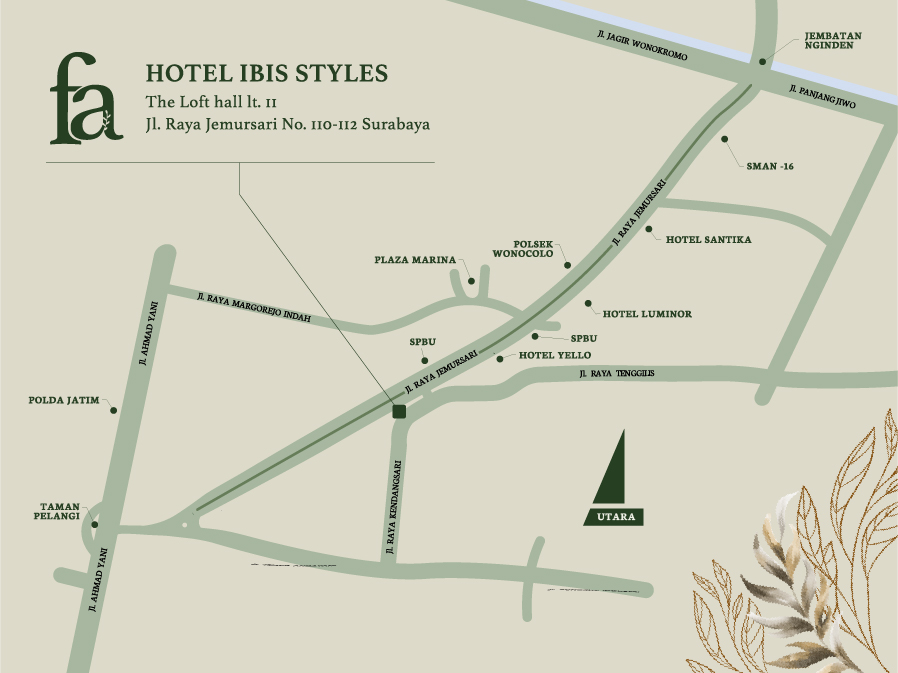 fa
HOTEL IBIS STYLES
The Loft hall lt. 11
Jl. Raya Jemursari No. 110-112 Surabaya
Jl. JAGIR WONOKROMO
JEMBATAN
NGINDEN
Jl. PANJANG JIWO
SMAN -16
Jl. RAYA JEMURSARI
HOTEL SANTIKA
POLSEK
WONOCOLO
PLAZA MARINA
Jl. RAYA MARGOREJO INDAH
Jl. AHMAD YANI
HOTEL LUMINOR
SPBU
SPBU
HOTEL YELLO
Jl. RAYA JEMURSARI
Jl. RAYA TENGGILIS
POLDA JATIM
TAMAN
PELANGI
Jl. RAYA KENDANGSARI
UTARA
Jl. AHMAD YANI